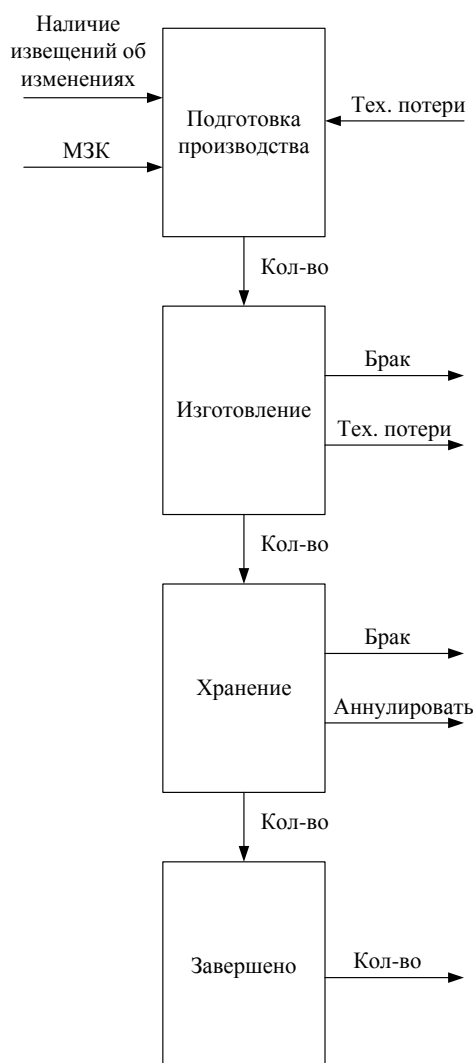 Наличие
извещений об
изменениях
МЗК
Подготовка
производства
Тех. потери
Кол-во
Изготовление
Брак
Тех. потери
Кол-во
Хранение
Брак
Аннулировать
Кол-во
Завершено
Кол-во